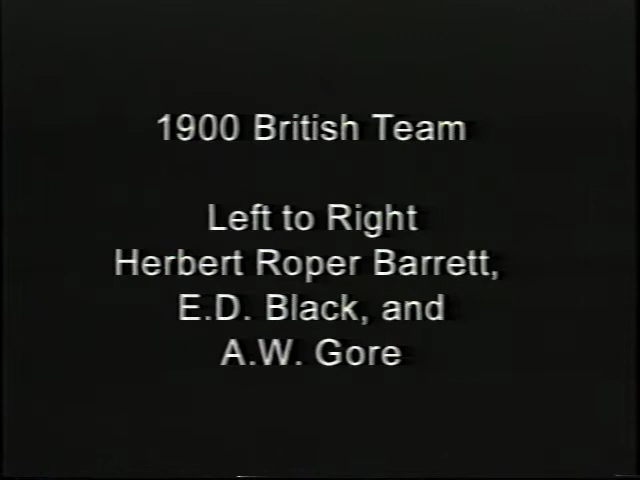 1900 British Team
Left to Right
Herbert Roper Barrett,
E.D. Black, and
A.W. Gore